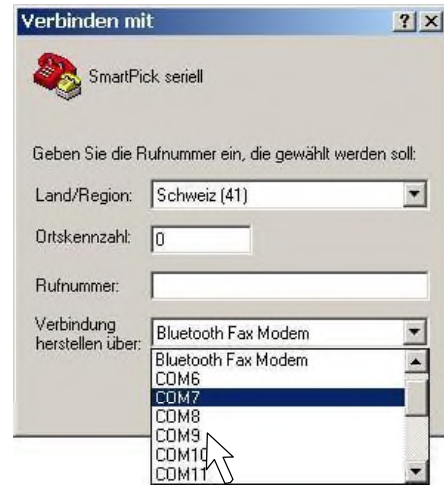 Verbinden mit
SmartPick seriell
Geben Sie die Rufnummer ein, die gewählt werden soll:
Land/Region: Schweiz (41)
Ortskennzahl: 0
Rufnummer:
Verbindung
herstellen über: Bluetooth Fax Modem
Bluetooth Fax Modem
COM6
COM7
COM8
COM9
COM10
COM11